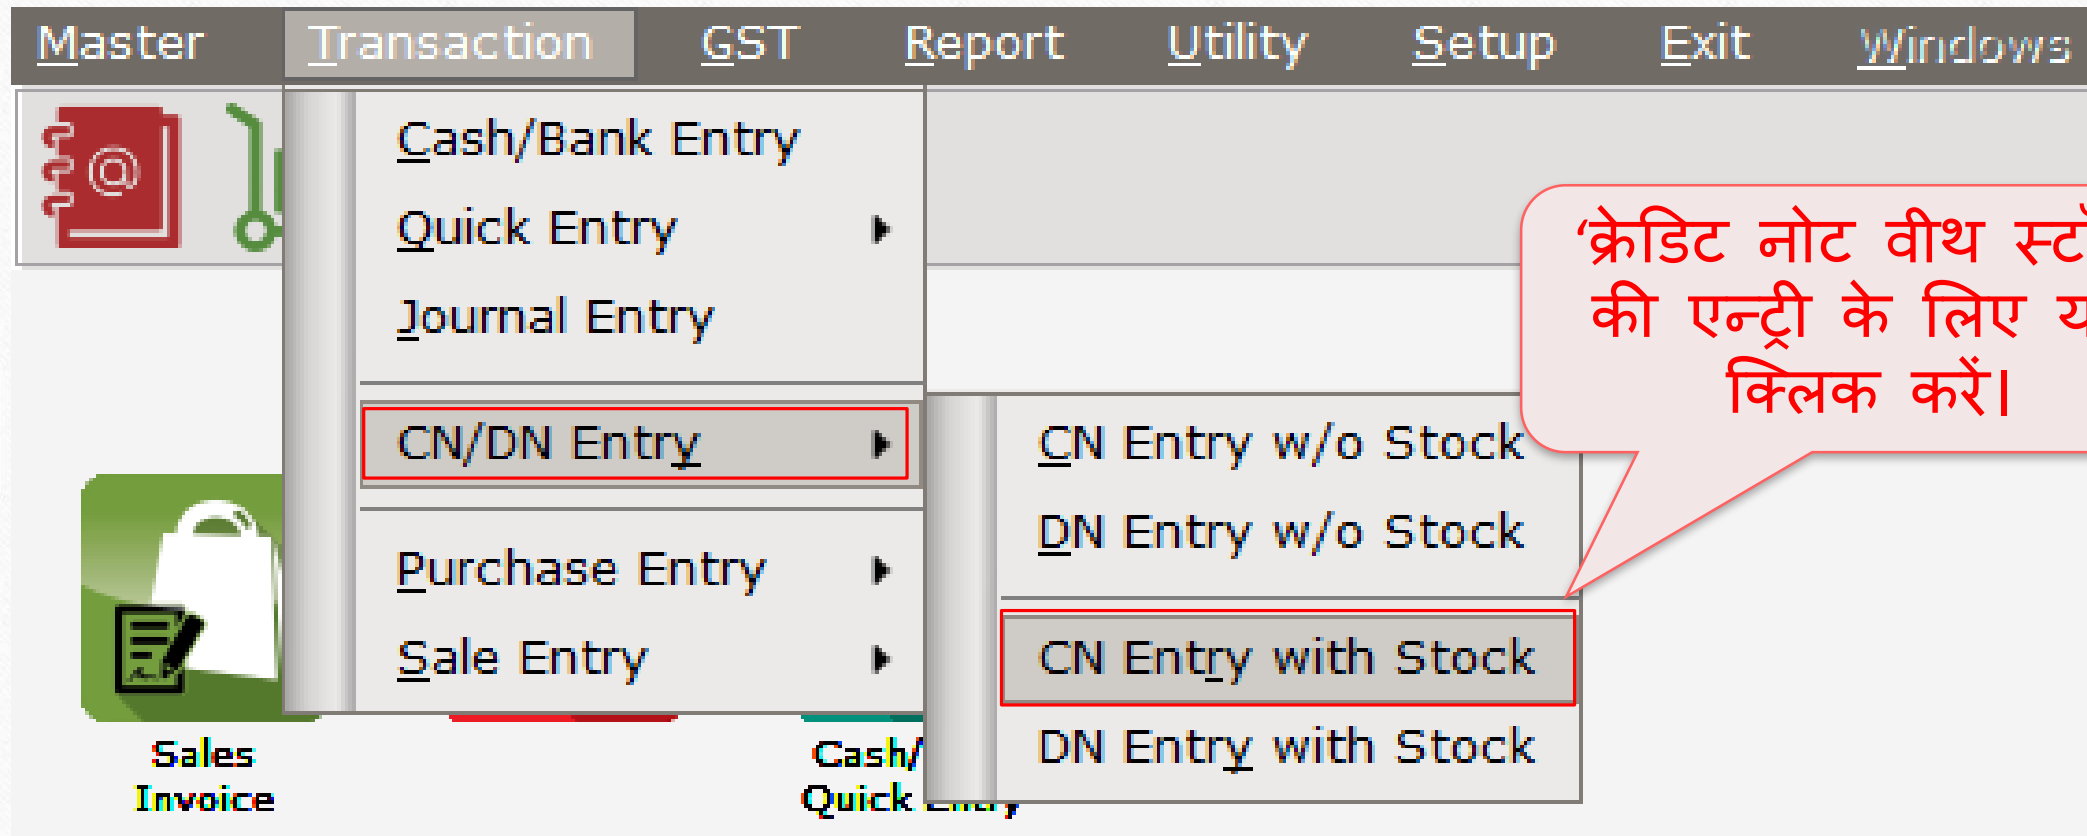 Master Transaction GST Report Utility Setup Exit Windows
Cash/Bank Entry
Quick Entry
Journal Entry
CN/DN Entry
Purchase Entry
Sale Entry
CN Entry w/o Stock
DN Entry w/o Stock
CN Entry with Stock
DN Entry with Stock
‘क्रेडिट नोट वीथ
की एन्ट्री के लिए
क्लिक करें।
Sales
Invoice
Cash/
Quick Entry